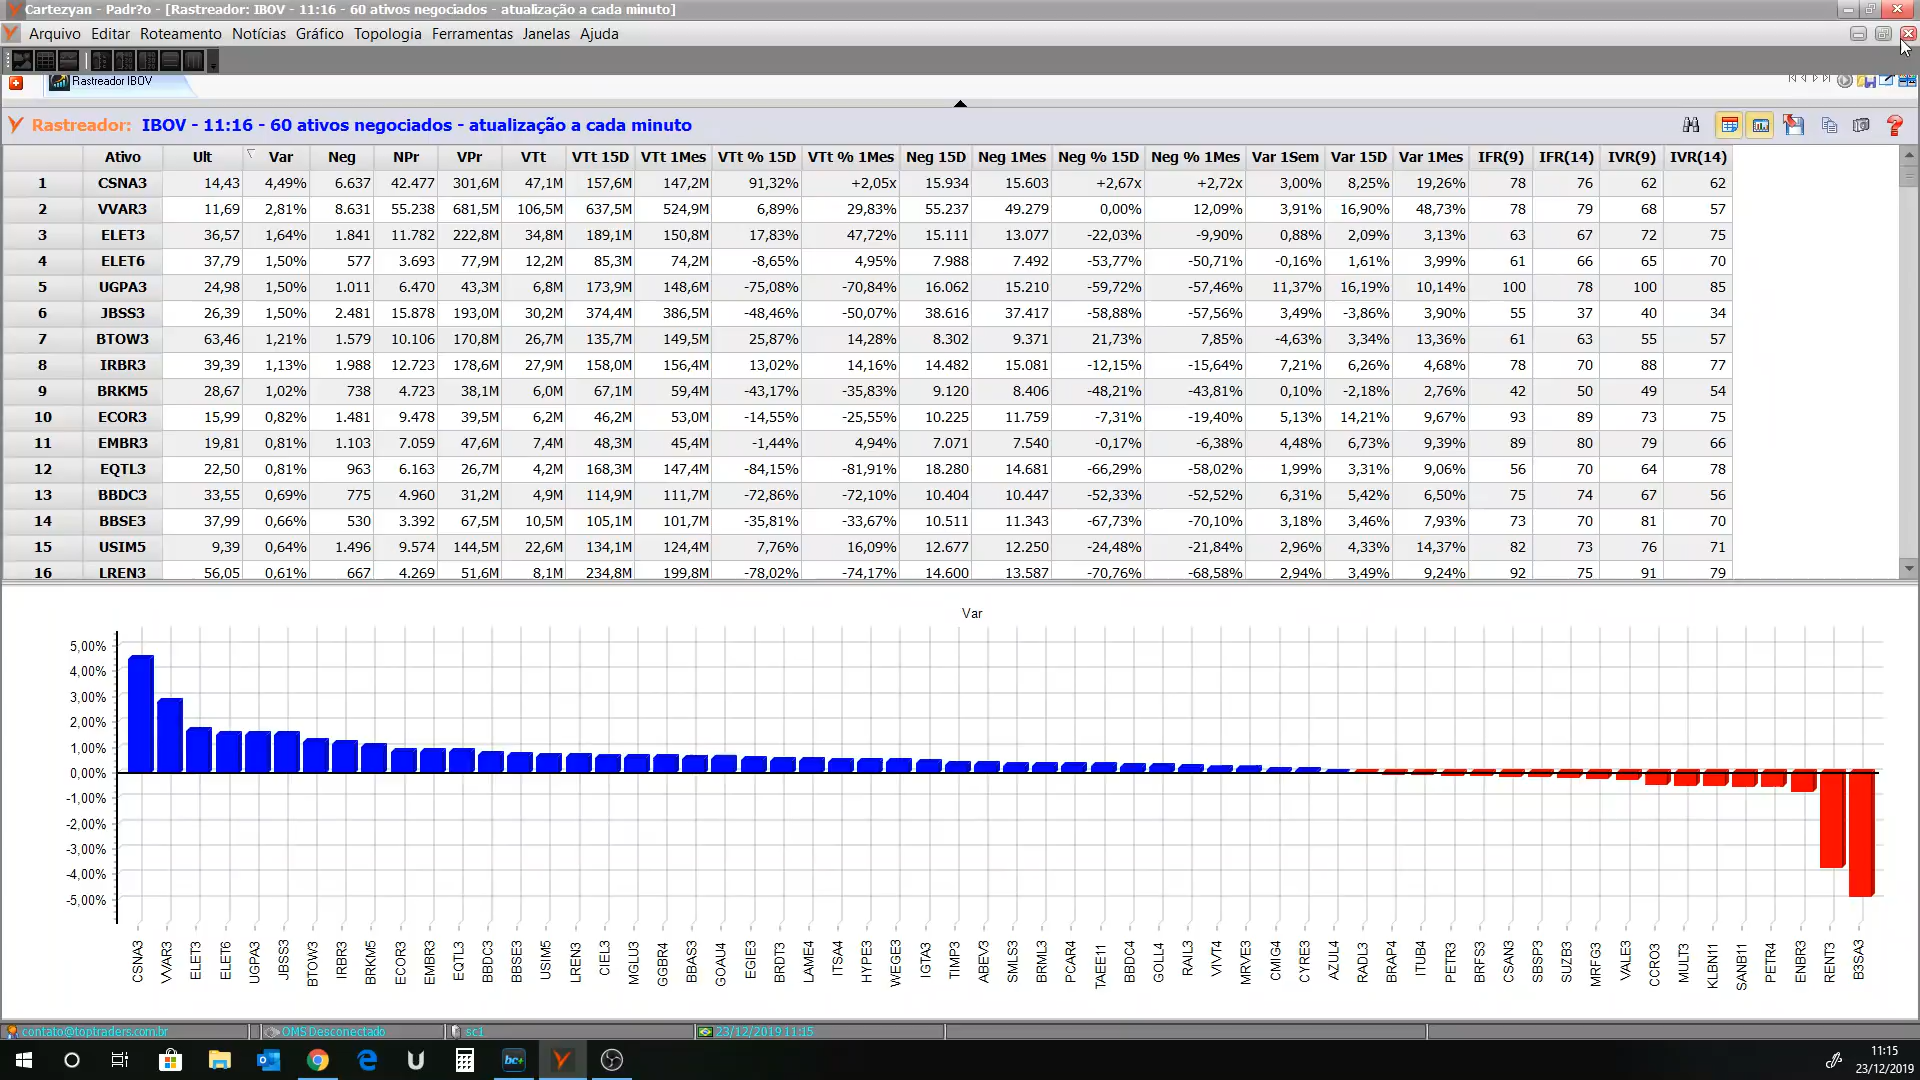 Cartezyan - Padr?o - [Rastreador: IBOV - 11:16 - 60 ativos negociados - atualização a cada minuto]
Arquivo Editar Roteamento Notícias Gráfico Topologia Ferramentas Janelas Ajuda
Rastreador IBOV
Rastreador: IBOV - 11:16 - 60 ativos negociados - atualização a cada minuto
Ativo Ult Var Neg NPr VPr VTt VTt 15D VTt 1Mes VTt % 15D VTt % 1Mes Neg 15D Neg 1Mes Neg % 15D Neg % 1Mes Var 1Sem Var 15D Var 1Mes IFR(9) IFR(14) IVR(9) IVR(14)
1 CSNA3 14,43 4,49% 6.637 42.477 301,6M 47,1M 157,6M 147,2M 91,32% +2,05x 15.934 15.603 +2,67x +2,72x 3,00% 8,25% 19,26% 78 76 62 62
2 VVAR3 11,69 2,81% 8.631 55.238 681,5M 106,5M 637,5M 524,9M 6,89% 29,83% 55.237 49.279 0,00% 12,09% 3,91% 16,90% 48,73% 78 79 68 57
3 ELET3 36,57 1,64% 1.841 11.782 222,8M 34,8M 189,1M 150,8M 17,83% 47,72% 15.111 13.077 -22,03% -9,90% 0,88% 2,09% 3,13% 63 67 72 75
4 ELET6 37,79 1,50% 577 3.693 77,9M 12,2M 85,3M 74,2M -8,65% 4,95% 7.988 7.492 -53,77% -50,71% -0,16% 1,61% 3,99% 61 66 65 70
5 UGPA3 24,98 1,50% 1.011 6.470 43,3M 6,8M 173,9M 148,6M -75,08% -70,84% 16.062 15.210 -59,72% -57,46% 11,37% 16,19% 10,14% 100 78 100 85
6 JBSS3 26,39 1,50% 2.481 15.878 193,0M 30,2M 374,4M 386,5M -48,46% -50,07% 38.616 37.417 -58,88% -57,56% 3,49% -3,86% 3,90% 55 37 40 34
7 BTOW3 63,46 1,21% 1.579 10.106 170,8M 26,7M 135,7M 149,5M 25,87% 14,28% 8.302 9.371 21,73% 7,85% -4,63% 3,34% 13,36% 61 63 55 57
8 IRBR3 39,39 1,13% 1.988 12.723 178,6M 27,9M 158,0M 156,4M 13,02% 14,16% 14.482 15.081 -12,15% -15,64% 7,21% 6,26% 4,68% 78 70 88 77
9 BRKM5 28,67 1,02% 738 4.723 38,1M 6,0M 67,1M 59,4M -43,17% -35,83% 9.120 8.406 -48,21% -43,81% 0,10% -2,18% 2,76% 42 50 49 54
10 ECOR3 15,99 0,82% 1.481 9.478 39,5M 6,2M 46,2M 53,0M -14,55% -25,55% 10.225 11.759 -7,31% -19,40% 5,13% 14,21% 9,67% 93 89 73 75
11 EMBR3 19,81 0,81% 1.103 7.059 47,6M 7,4M 48,3M 45,4M -1,44% 4,94% 7.071 7.540 -0,17% -6,38% 4,48% 6,73% 9,39% 89 80 79 66
12 EQTL3 22,50 0,81% 963 6.163 26,7M 4,2M 168,3M 147,4M -84,15% -81,91% 18.280 14.681 -66,29% -58,02% 1,99% 3,31% 9,06% 56 70 64 78
13 BBDC3 33,55 0,69% 775 4.960 31,2M 4,9M 114,9M 111,7M -72,86% -72,10% 10.404 10.447 -52,33% -52,52% 6,31% 5,42% 6,50% 75 74 67 56
14 BBSE3 37,99 0,66% 530 3.392 67,5M 10,5M 105,1M 101,7M -35,81% -33,67% 10.511 11.343 -67,73% -70,10% 3,18% 3,46% 7,93% 73 70 81 70
15 USIM5 9,39 0,64% 1.496 9.574 144,5M 22,6M 134,1M 124,4M 7,76% 16,09% 12.677 12.250 -24,48% -21,84% 2,96% 4,33% 14,37% 82 73 76 71
16 LREN3 56,05 0,61% 667 4.269 51,6M 8,1M 234,8M 199,8M -78,02% -74,17% 14.600 13.587 -70,76% -68,58% 2,94% 3,49% 9,24% 92 75 91 79
Var
5,00%
4,00%
3,00%
2,00%
1,00%
0,00%
-1,00%
-2,00%
-3,00%
-4,00%
-5,00%
CSNA3 VVAR3 ELET3 ELET6 UGPA3 JBSS3 BTOW3 IRBR3 BRKM5 ECOR3 EMBR3 EQTL3 BBDC3 BBSE3 USIM5 LREN3 CIEL3 MGLU3 GGBR4 BBAS3 GOAU4 EGIE3 BRDT3 LAME4 ITSA4 HYPE3 WEGE3 IGTA3 TIMP3 ABEV3 SMLS3 BRML3 PCAR4 TAEE11 BBDC4 GOLL4 RAIL3 VIVT4 MRVE3 CMIG4 CYRE3 AZUL4 RADL3 BRAP4 ITUB4 PETR3 BRFS3 CSAN3 SBSP3 SUZB3 MRFG3 VALE3 CCRO3 MULT3 KLBN11 SANB11 PETR4 ENBR3 RENT3 B3SA3
contato@toptraders.com.br OMS Desconectado sc1 23/12/2019 11:15
bc+
11:15
23/12/2019